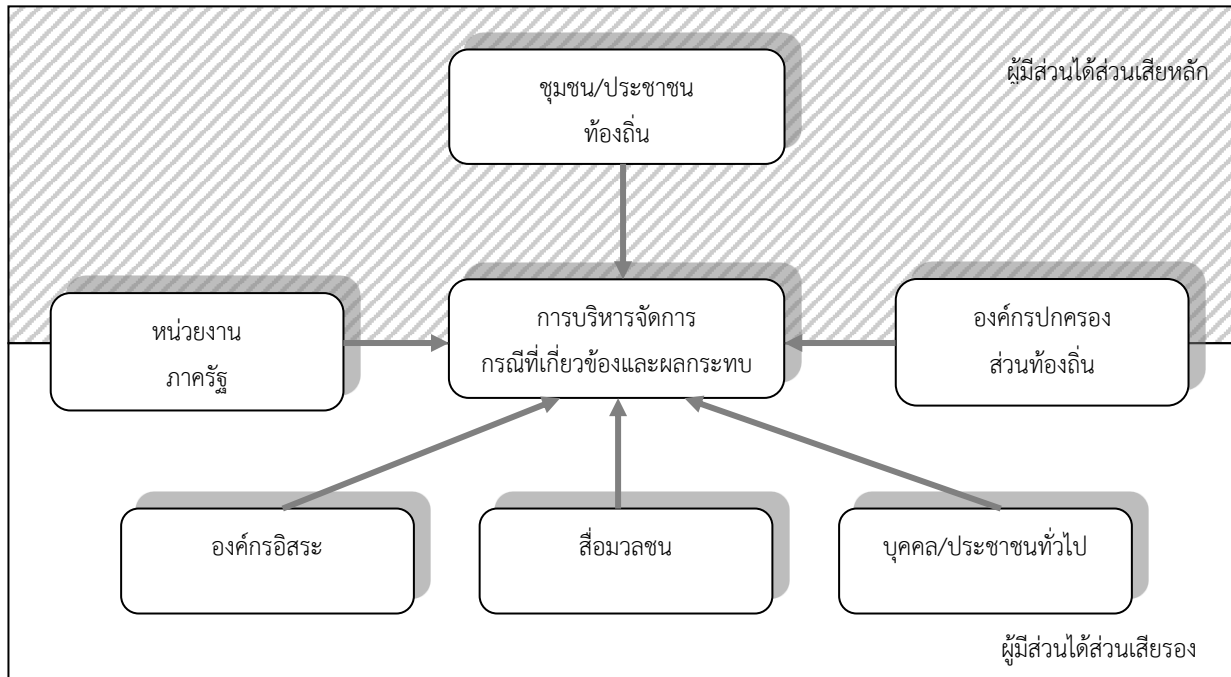 ผู้มีส่วนได้ส่วนเสียหลัก
ชุมชน/ประชาชน
ท้องถิ่น
หน่วยงาน
ภาครัฐ
การบริหารจัดการ
กรณีที่เกี่ยวข้องและผลกระทบ
องค์กรปกครอง
ส่วนท้องถิ่น
องค์กรอิสระ
สื่อมวลชน
บุคคล/ประชาชนทั่วไป
ผู้มีส่วนได้ส่วนเสียรอง